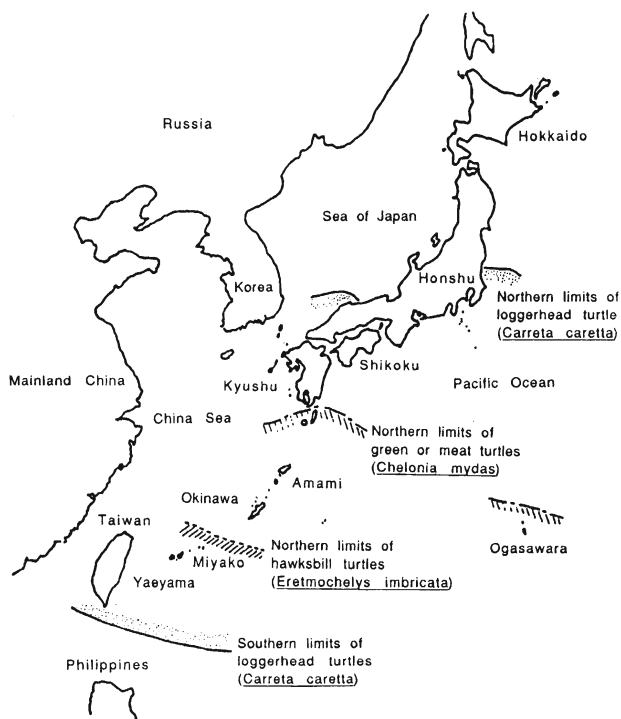 Russia
Hokkaido
Sea of Japan
Korea
Honshu
Northern limits of
loggerhead turtle
(Carreta caretta)
Shikoku
Mainland China
Kyushu
Pacific Ocean
China Sea
Northern limits of
green or meat turtles
(Chelonia mydas)
Amami
Okinawa
Taiwan
Ogasawara
Northern limits of
hawksbill turtles
(Eretmochelys imbricata)
Miyako
Yaeyama
Southern limits of
loggerhead turtles
(Carreta caretta)
Philippines